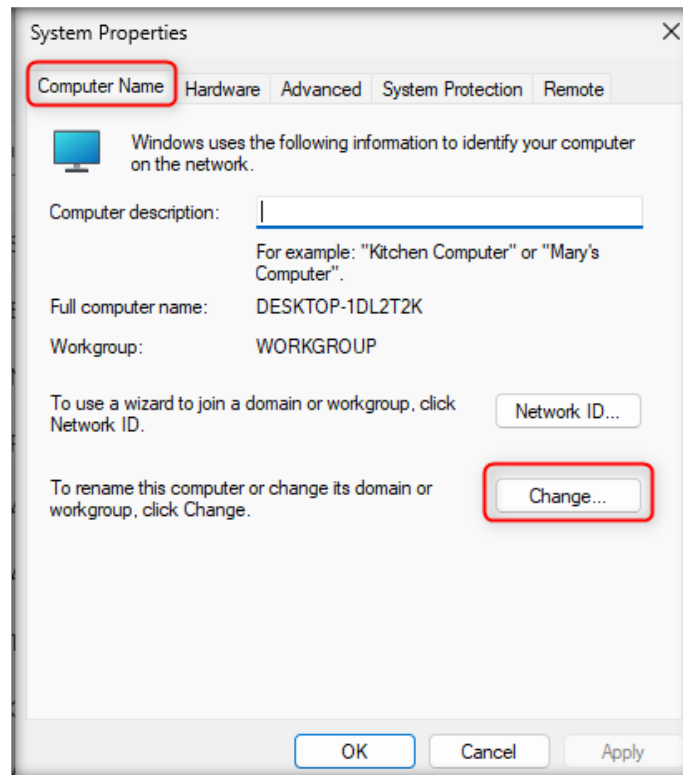 System Properties
Computer Name Hardware Advanced System Protection Remote
Windows uses the following information to identify your computer
on the network.
Computer description:
For example: "Kitchen Computer" or "Mary's
Computer".
Full computer name: DESKTOP-1DL2T2K
Workgroup: WORKGROUP
To use a wizard to join a domain or workgroup, click
Network ID.
Network ID...
To rename this computer or change its domain or
workgroup, click Change.
Change...
OK Cancel Apply